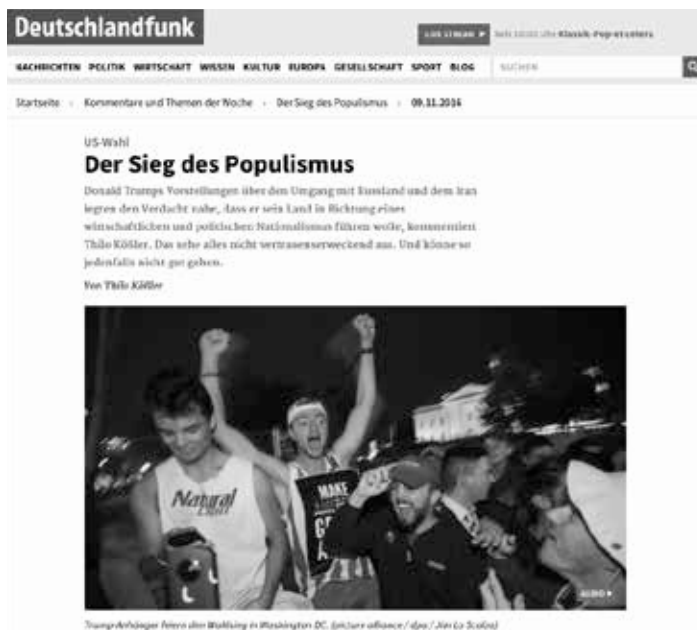 Deutschlandfunk
LIVE STREAM
Klassik-Pop-et cetera
NACHRICHTEN POLITIK WIRTSCHAFT WISSEN KULTUR EUROPA GESELLSCHAFT SPORT BLOG
SUCHEN
Startseite › Kommentare und Themen der Woche › Der Sieg des Populismus › 09.11.2016
US-Wahl
Der Sieg des Populismus
Donald Trumps Vorstellungen über den Umgang mit Russland und dem Iran
legten den Verdacht nahe, dass er sein Land in Richtung eines
wirtschaftlichen und politischen Nationalismus führen wolle, kommentiert
Thilo Kößler. Das sehe alles nicht vertrauenserweckend aus. Und könne so
jedenfalls nicht gut gehen.
Von Thilo Kößler
Natural
Light
MAKE
AUDIO
Trump-Anhänger feiern den Wahlsieg in Washington DC. (picture alliance / dpa / Jim Lo Scalzo)